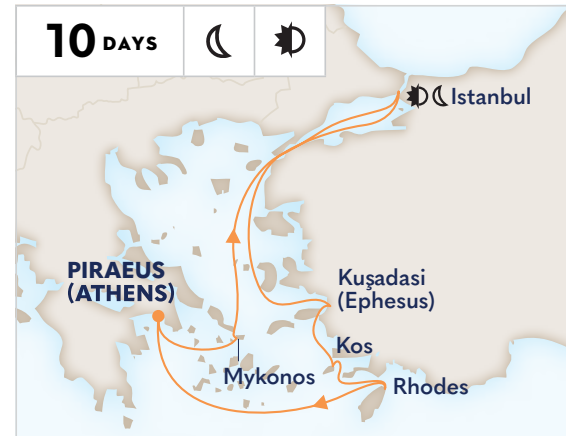 10 DAYS
Istanbul
PIRAEUS
(ATHENS)
Kuşadasi
(Ephesus)
Kos
Mykonos
Rhodes